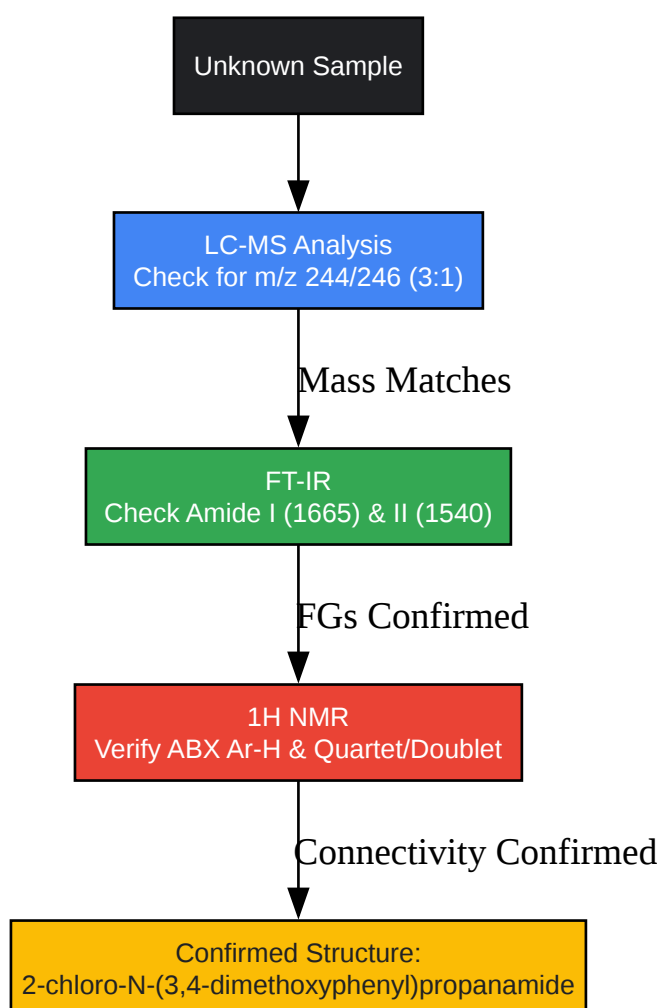 Unknown Sample
LC-MS Analysis
Check for m/z 244/246 (3:1)
Mass Matches
FT-IR
Check Amide I (1665) & II (1540)
FGs Confirmed
1H NMR
Verify ABX Ar-H & Quartet/Doublet
Connectivity Confirmed
Confirmed Structure:
2-chloro-N-(3,4-dimethoxyphenyl)propanamide